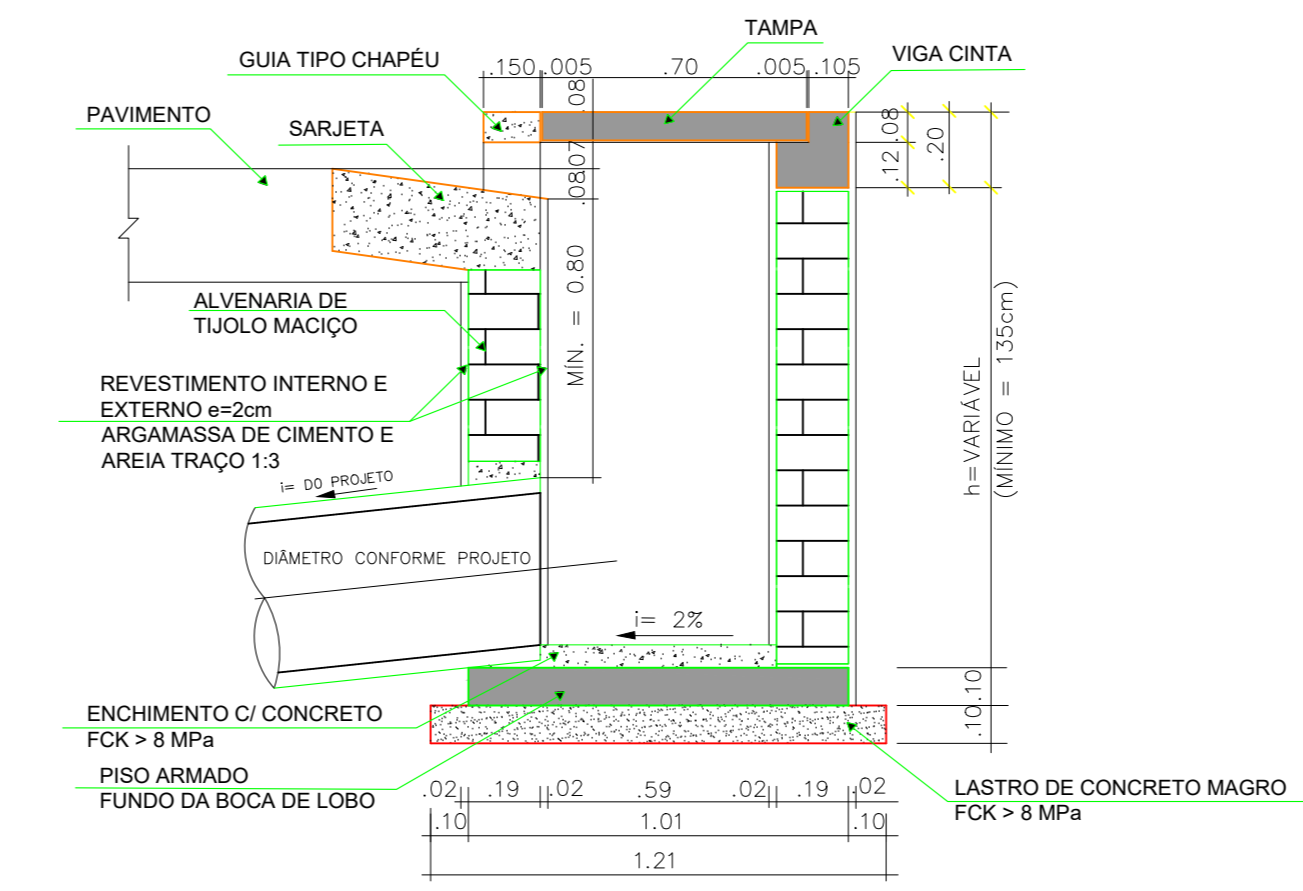 TAMPA
GUIA TIPO CHAPÉU
VIGA CINTA
.150 .005 .70 .005 .105
PAVIMENTO
SARJETA
.08
.07
.08
.08
.12
.20
MÍN. = 0.80
ALVENARIA DE
TIJOLO MACIÇO
REVESTIMENTO INTERNO E
EXTERNO e=2cm
ARGAMASSA DE CIMENTO E
AREIA TRAÇO 1:3
h=VARIÁVEL
(MÍNIMO = 135cm)
i= DO PROJETO
DIÂMETRO CONFORME PROJETO
i= 2%
.10
.10
ENCHIMENTO C/ CONCRETO
FCK > 8 MPa
PISO ARMADO
FUNDO DA BOCA DE LOBO
LASTRO DE CONCRETO MAGRO
FCK > 8 MPa
.02 .19 .02 .59 .02 .19 .02
.10 1.01 .10
1.21